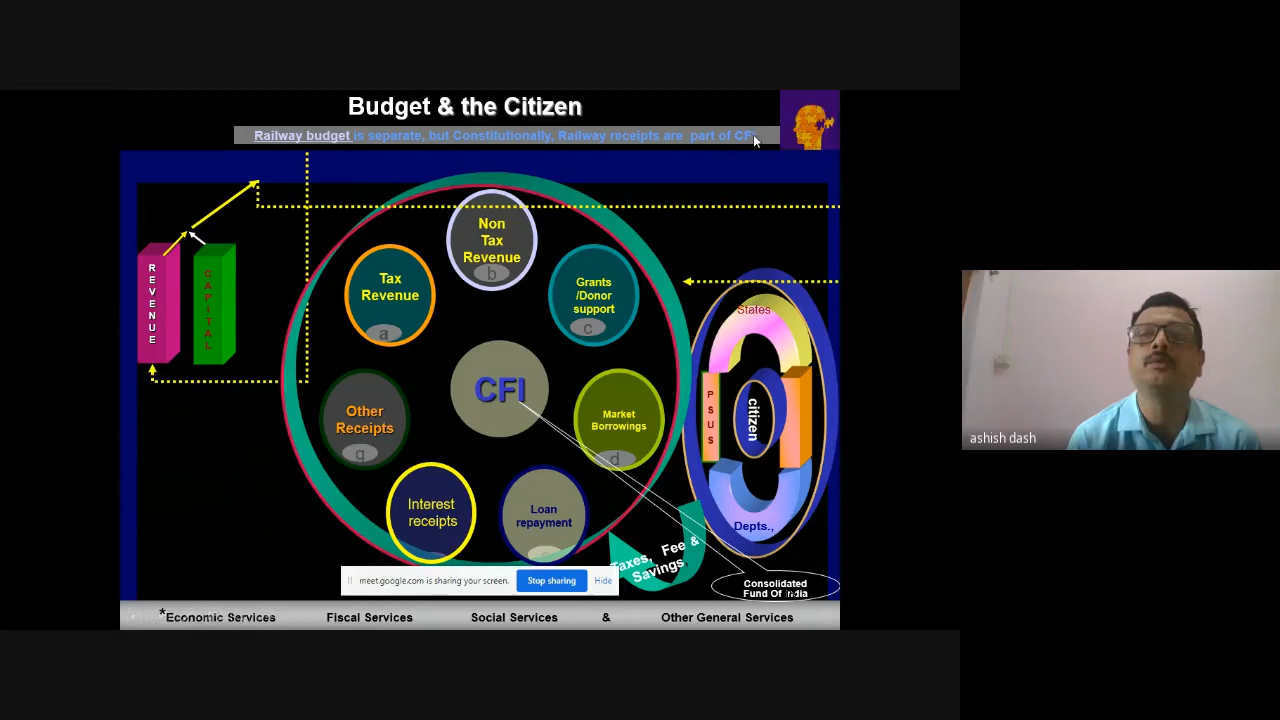 Budget & the Citizen
Railway budget is separate, but Constitutionally, Railway receipts are part of CFI
REVENUE
CAPITAL
Non
Tax
Revenue
b
Tax
Revenue
a
Grants
/Donor
support
c
CFI
Other
Receipts
g
Market
Borrowings
d
Interest
receipts
Loan
repayment
States
PSUS
citizen
Depts.,
Taxes, Fee &
Savings,
Consolidated
Fund Of India
meet.google.com is sharing your screen.
Stop sharing
Hide
*Economic Services Fiscal Services Social Services & Other General Services
ashish dash